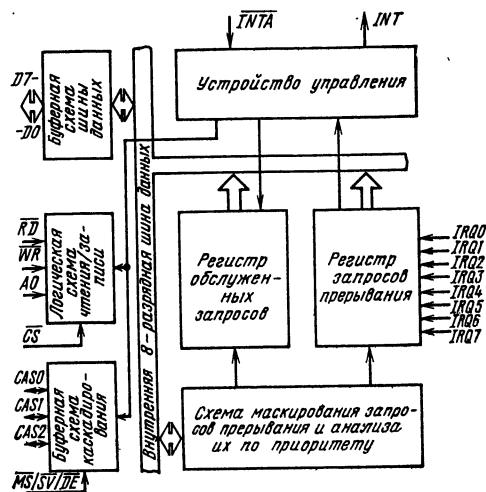 INTA
INT
D7-
-D0
Буферная
схема
шины
данных
Устройство управления
RD
WR
A0
CS
Логическая
схема
чтения/за-
писи
Внутренняя 8-разрядная шина данных
Регистр
обслужен-
ных
запросов
Регистр
запросов
прерывания
IRQ0
IRQ1
IRQ2
IRQ3
IRQ4
IRQ5
IRQ6
IRQ7
CAS0
CAS1
CAS2
Буферная
схема
каскадиро-
вания
MS/SV/DE
Схема маскирования запро-
сов прерывания и анализа
их по приоритету